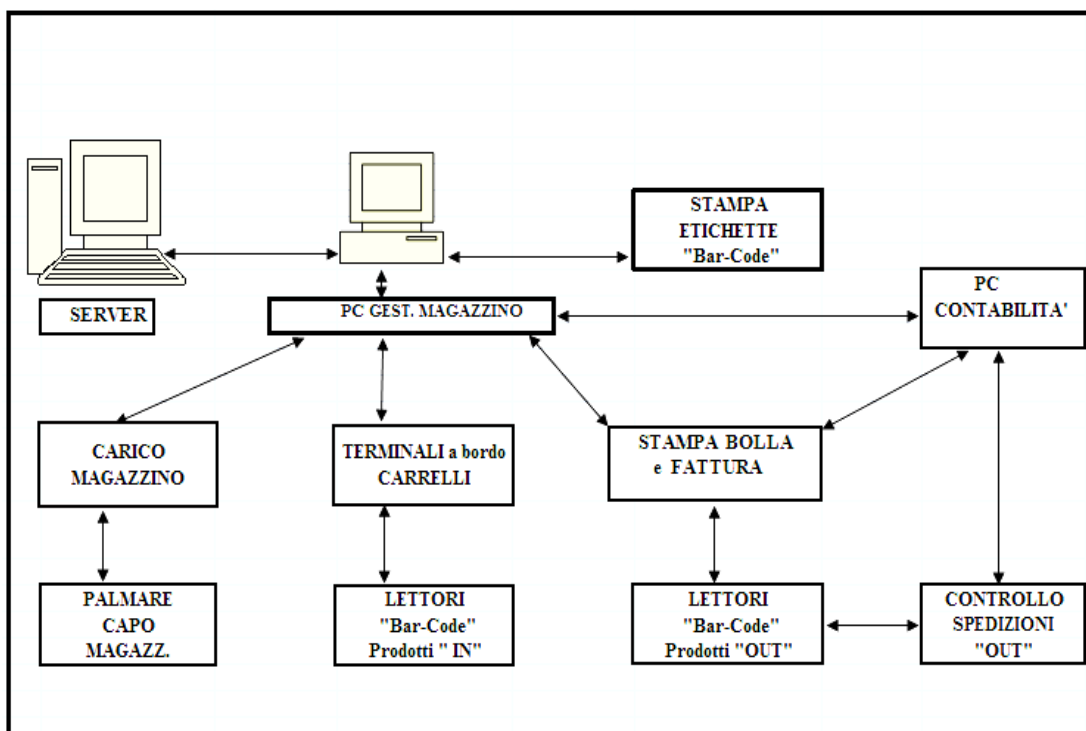 STAMPA
ETICHETTE
"Bar-Code"
SERVER
PC GEST. MAGAZZINO
PC
CONTABILITA'
CARICO
MAGAZZINO
TERMINALI a bordo
CARRELLI
STAMPA BOLLA
e FATTURA
PALMARE
CAPO
MAGAZZ.
LETTORI
"Bar-Code"
Prodotti " IN"
LETTORI
"Bar-Code"
Prodotti "OUT"
CONTROLLO
SPEDIZIONI
"OUT"